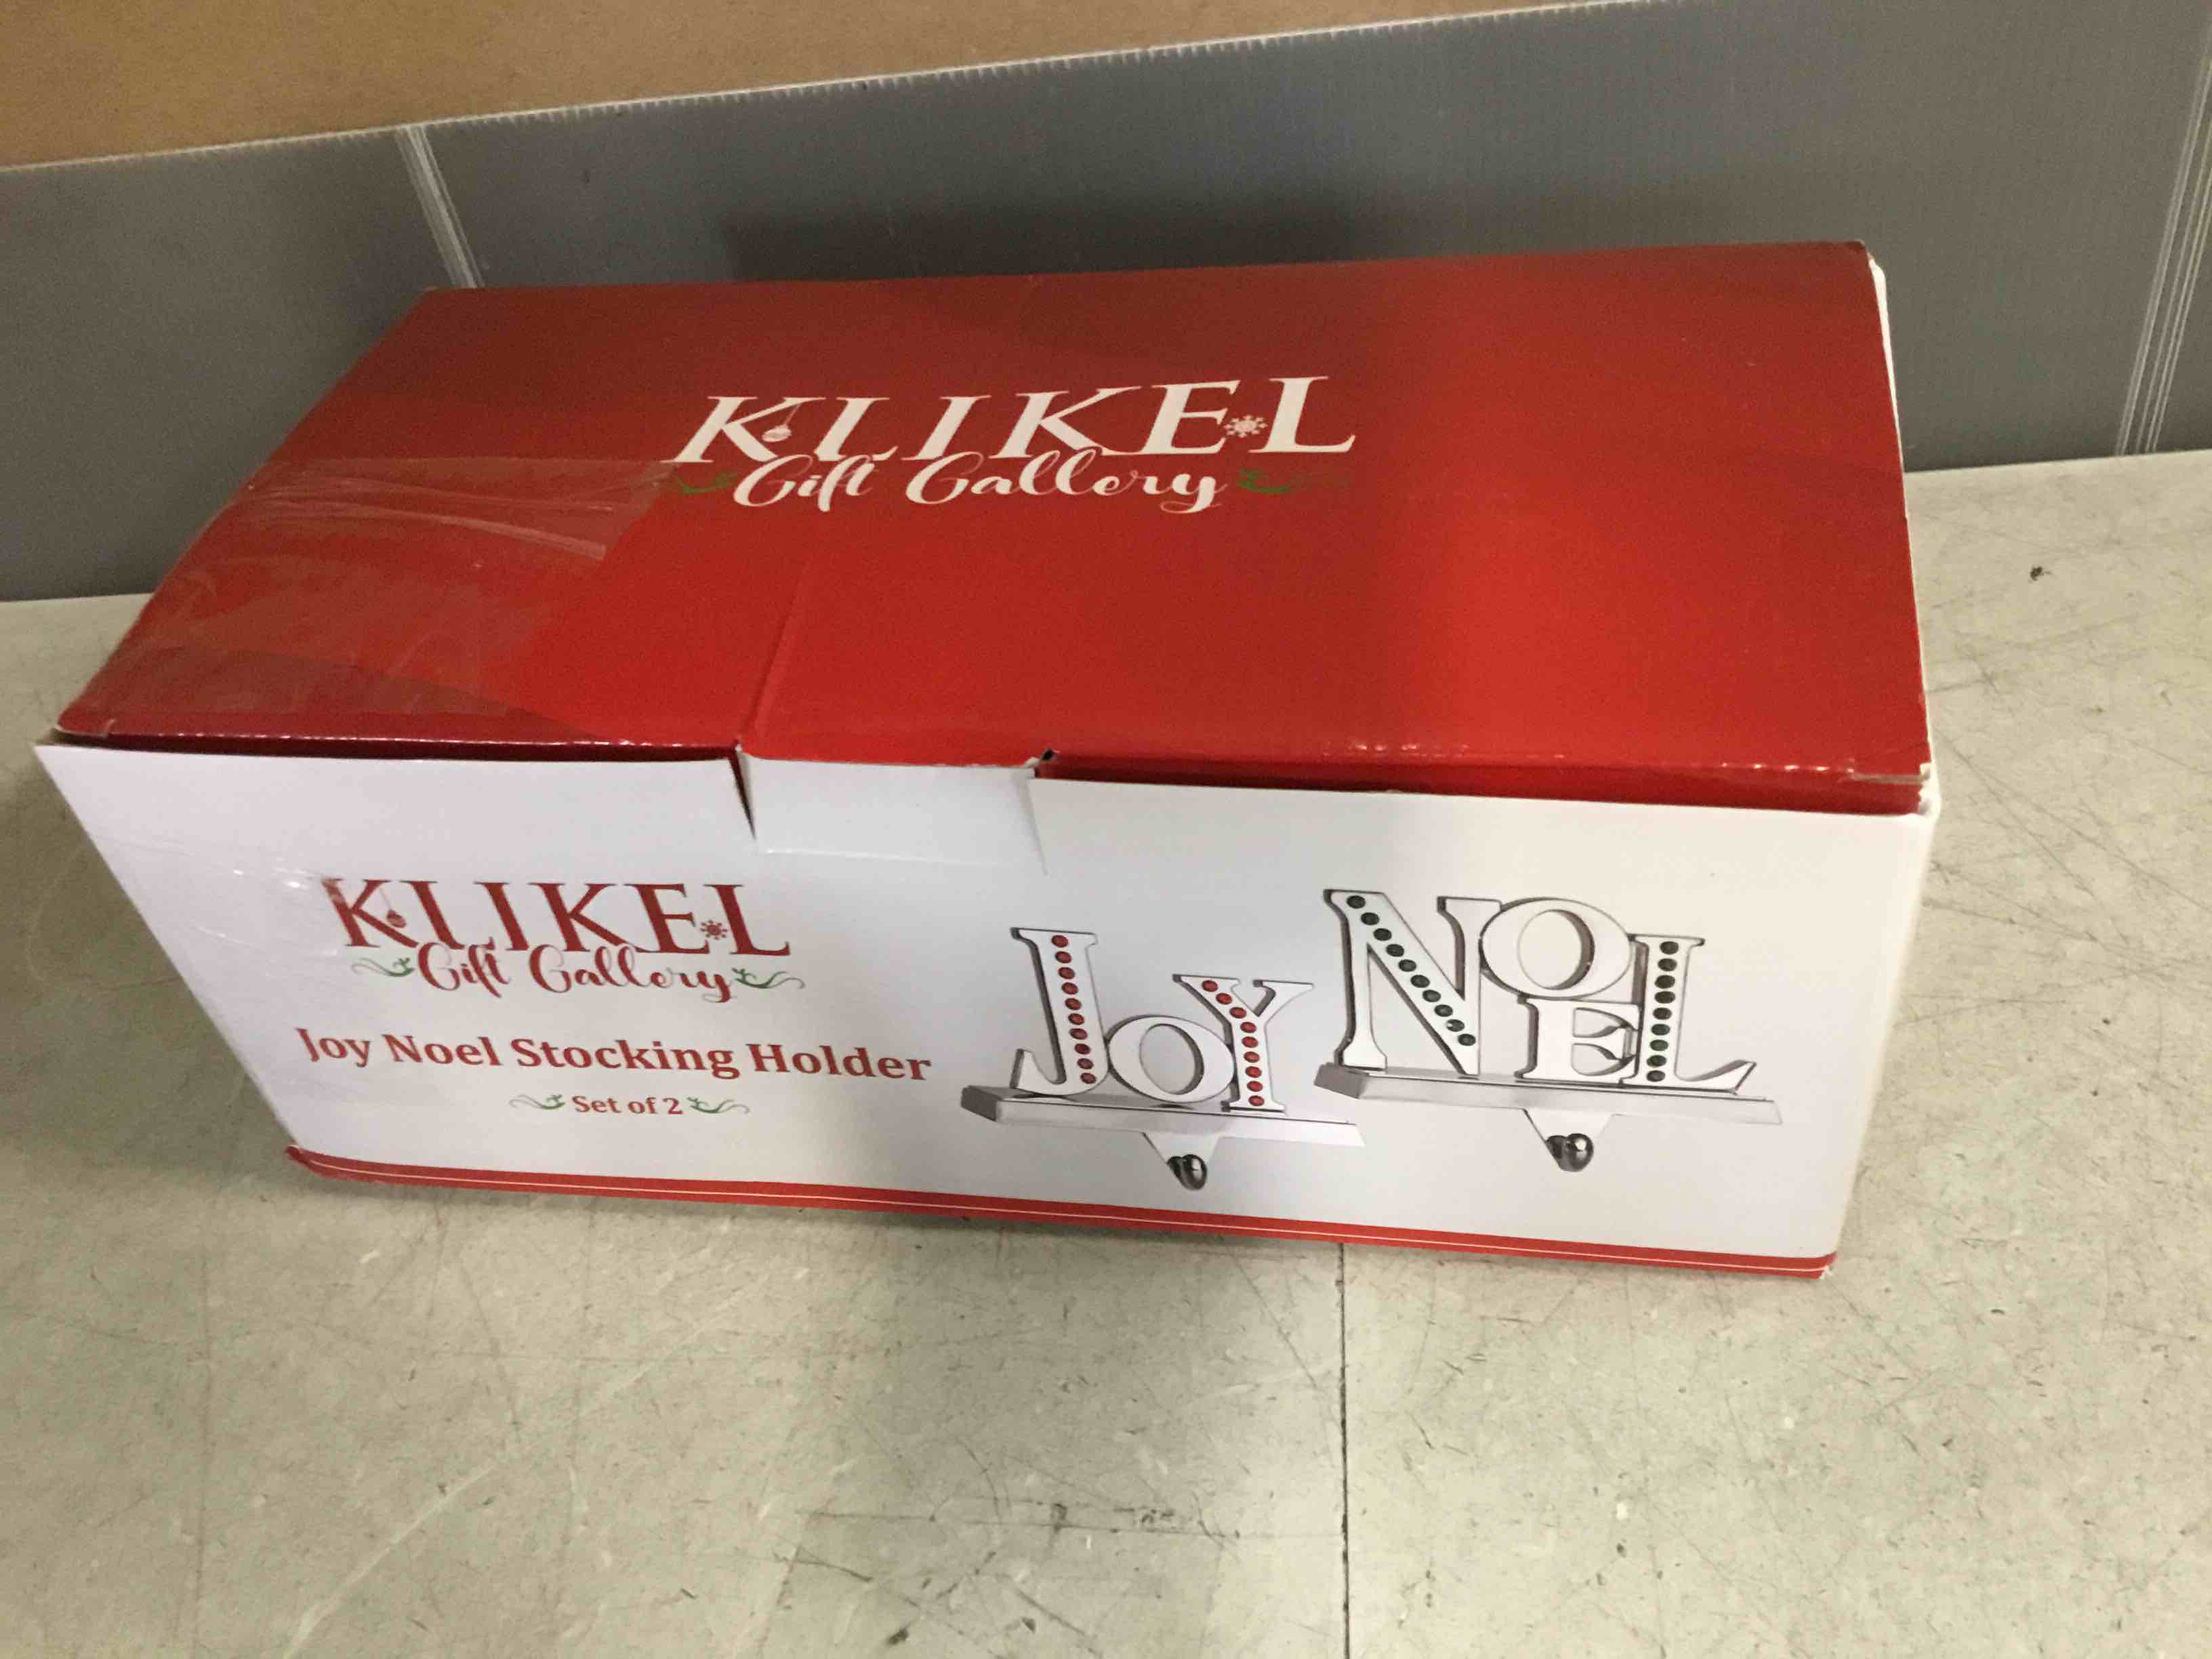 KLIKEL
Gift Gallery
KLIKEL
Gift Gallery
Joy Noel Stocking Holder
Set of 2
JOY
NOEL